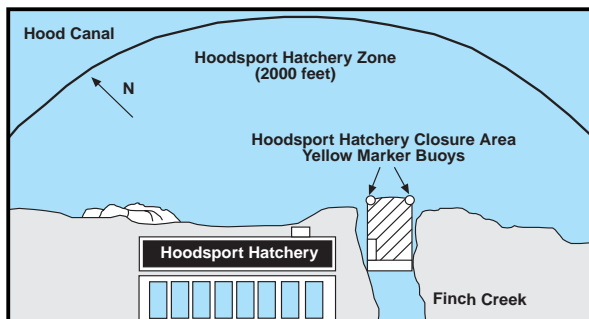 Hood Canal
Hoodsport Hatchery Zone
(2000 feet)
N
Hoodsport Hatchery Closure Area
Yellow Marker Buoys
Hoodsport Hatchery
Finch Creek